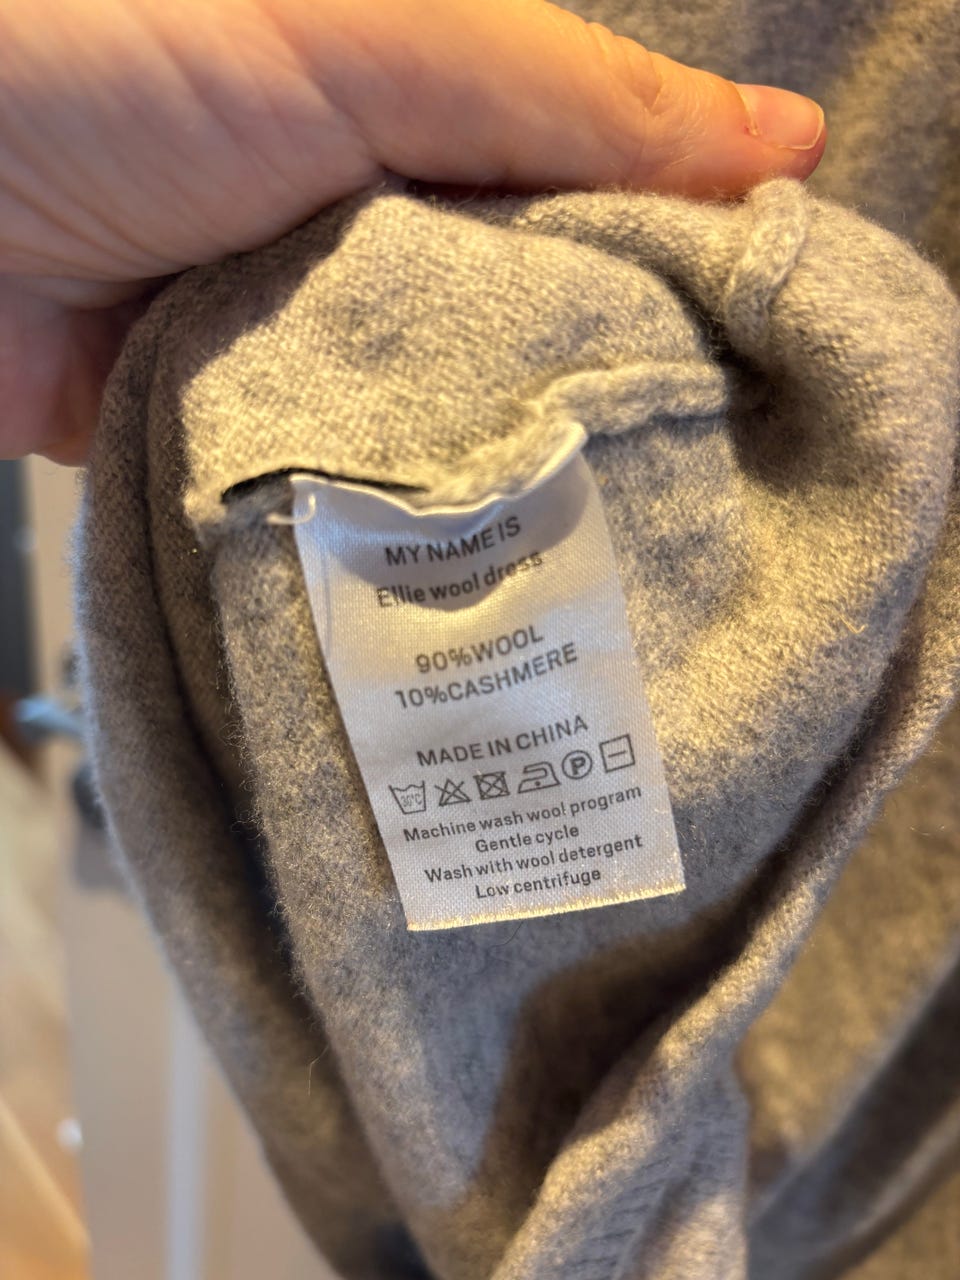 MY NAME IS
Ellie wool dress
90%WOOL
10%CASHMERE
MADE IN CHINA
30°C P
Machine wash wool program
Gentle cycle
Wash with wool detergent
Low centrifuge